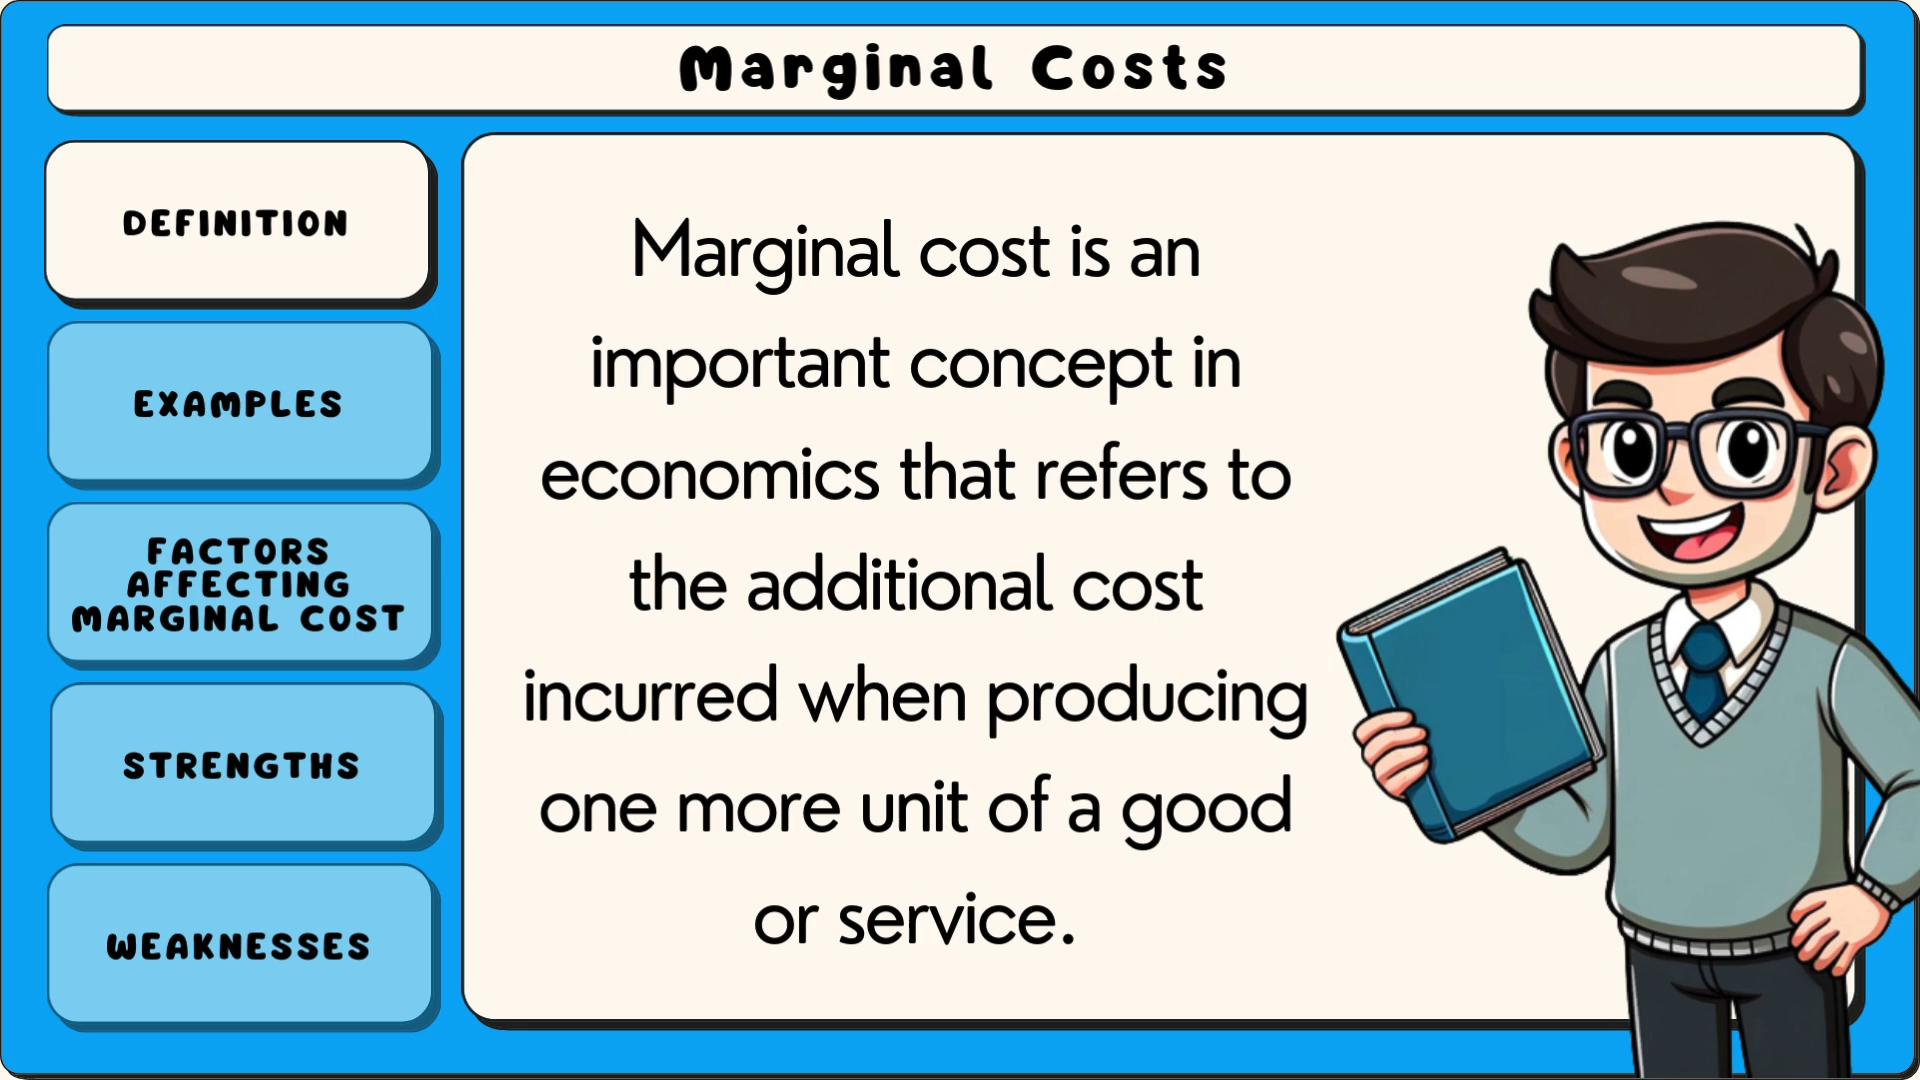 Marginal Costs
DEFINITION
EXAMPLES
FACTORS
AFFECTING
MARGINAL COST
STRENGTHS
WEAKNESSES
Marginal cost is an
important concept in
economics that refers to
the additional cost
incurred when producing
one more unit of a good
or service.